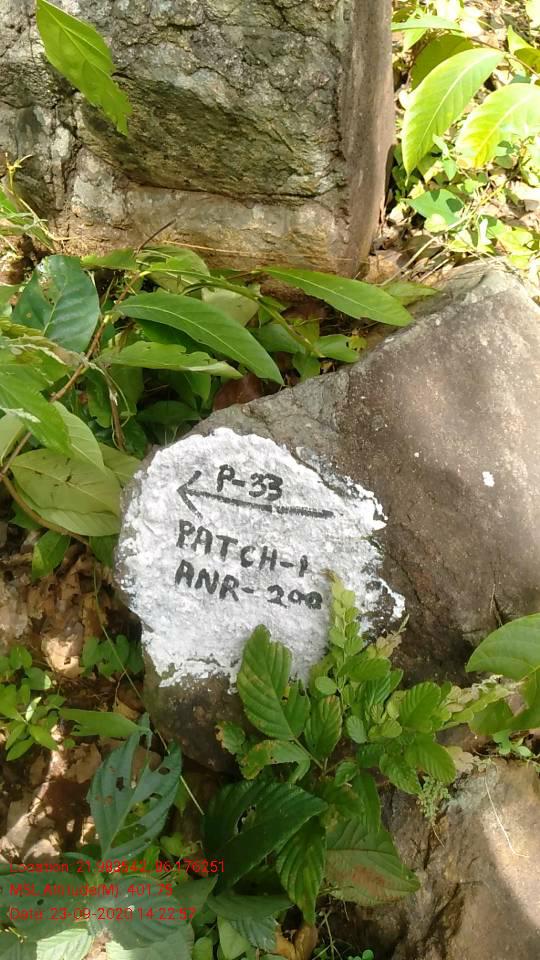 P-33
PATCH-1
ANR-200
Location: 21.993542, 86.176251
MSL Altitude(M): 401.75
Date: 23-09-2020 14:22:57